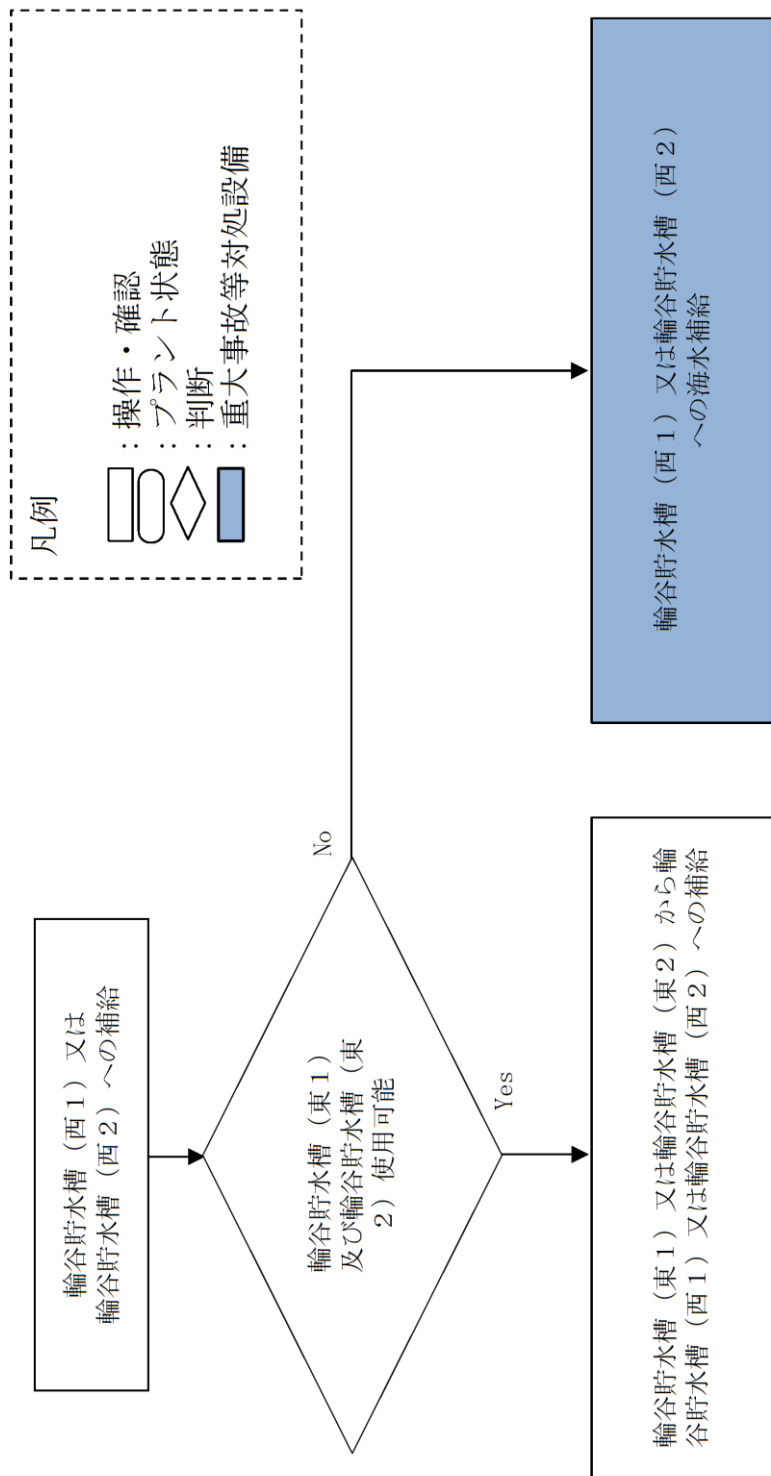 輪谷貯水槽（西１）又は
輪谷貯水槽（西２）への補給
輪谷貯水槽（東１）
及び輪谷貯水槽（東
２）使用可能
No
Yes
輪谷貯水槽（東１）又は輪谷貯水槽（東２）から輪
谷貯水槽（西１）又は輪谷貯水槽（西２）への補給
輪谷貯水槽（西１）又は輪谷貯水槽（西２）
への海水補給
凡例
：操作・確認
：プラント状態
：判断
：重大事故等対処設備